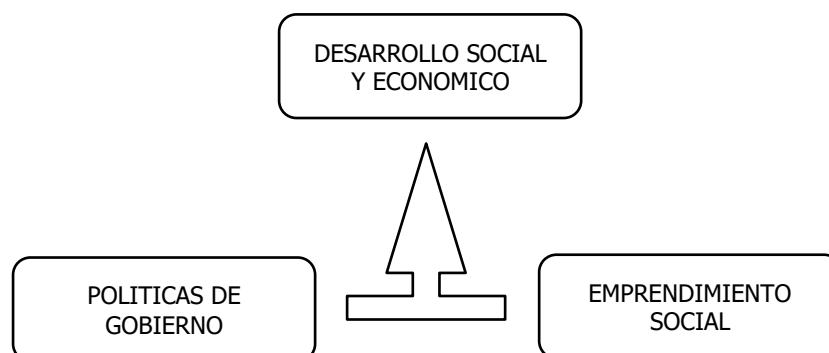 DESARROLLO SOCIAL
Y ECONOMICO
POLITICAS DE
GOBIERNO
EMPRENDIMIENTO
SOCIAL